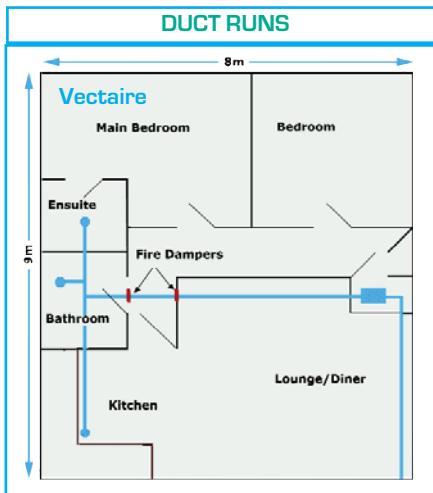 DUCT RUNS
8m
Vectaire
Main Bedroom
Bedroom
Ensuite
9m
Fire Dampers
Bathroom
Lounge/Diner
Kitchen